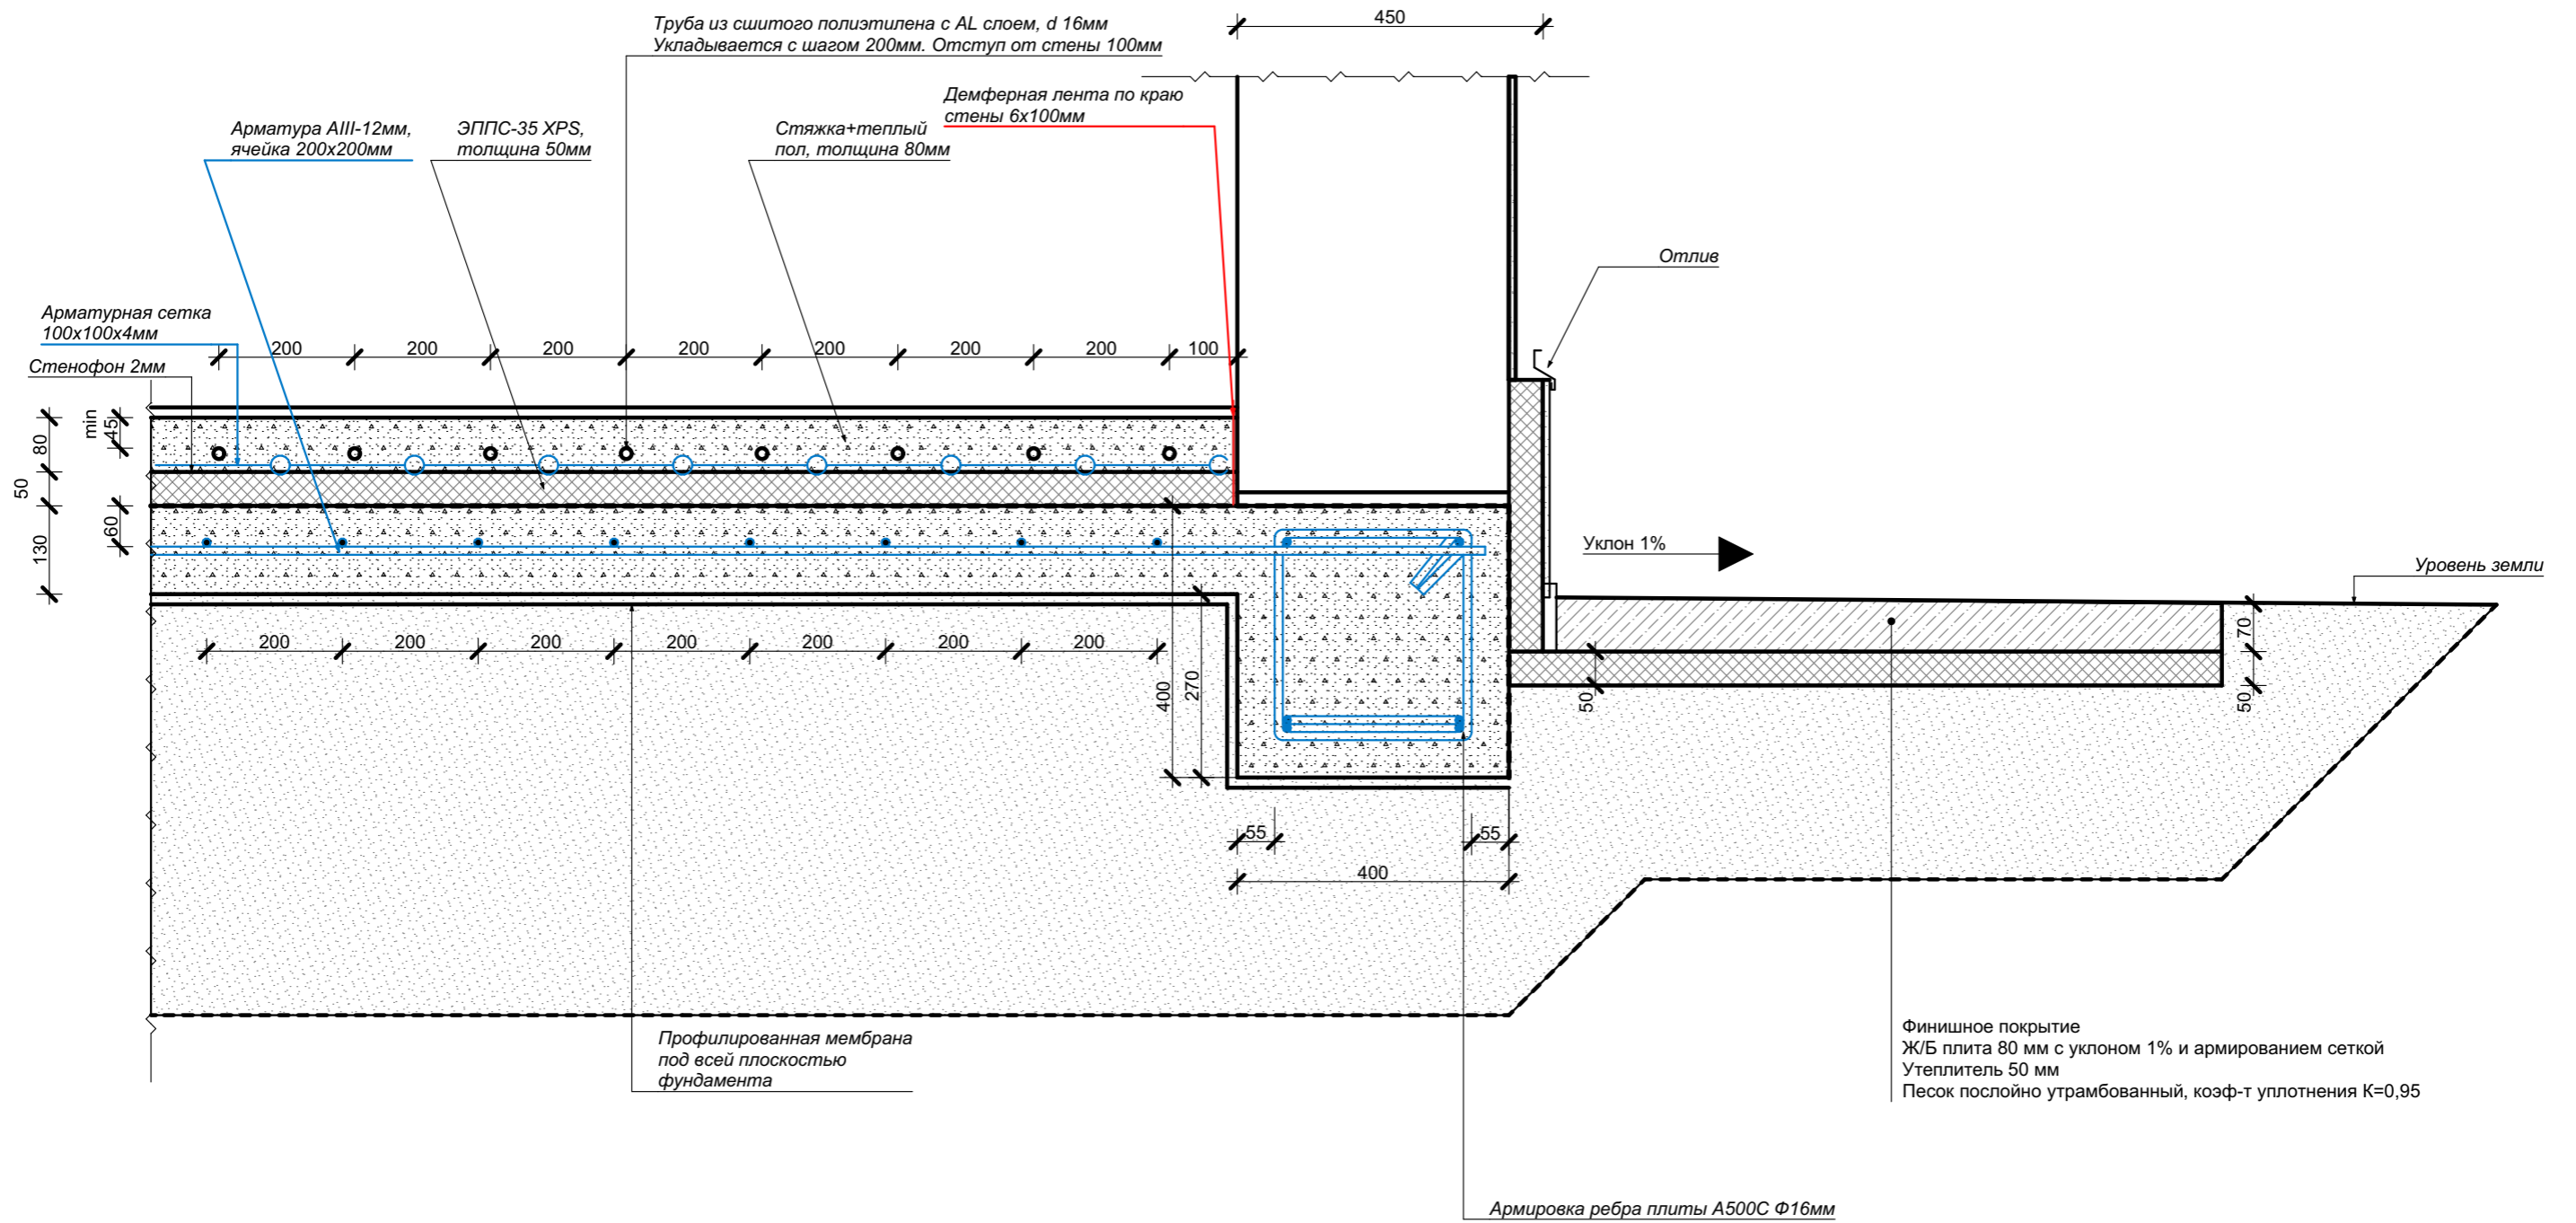 Труба из сшитого полиэтилена с AL слоем, d 16мм
Укладывается с шагом 200мм. Отступ от стены 100мм
450
Демферная лента по краю
стены 6х100мм
Арматура АIII-12мм,
ячейка 200х200мм
ЭППС-35 XPS,
толщина 50мм
Стяжка+теплый
пол, толщина 80мм
Отлив
Арматурная сетка
100х100х4мм
200
200
200
200
200
200
200
100
Стенофон 2мм
80
min
45
50
130
60
Уклон 1%
Уровень земли
200
200
200
200
200
200
200
400
270
50
70
50
55
55
400
Профилированная мембрана
под всей плоскостью
фундамента
Финишное покрытие
Ж/Б плита 80 мм с уклоном 1% и армированием сеткой
Утеплитель 50 мм
Песок послойно утрамбованный, коэф-т уплотнения К=0,95
Армировка ребра плиты А500С Ф16мм